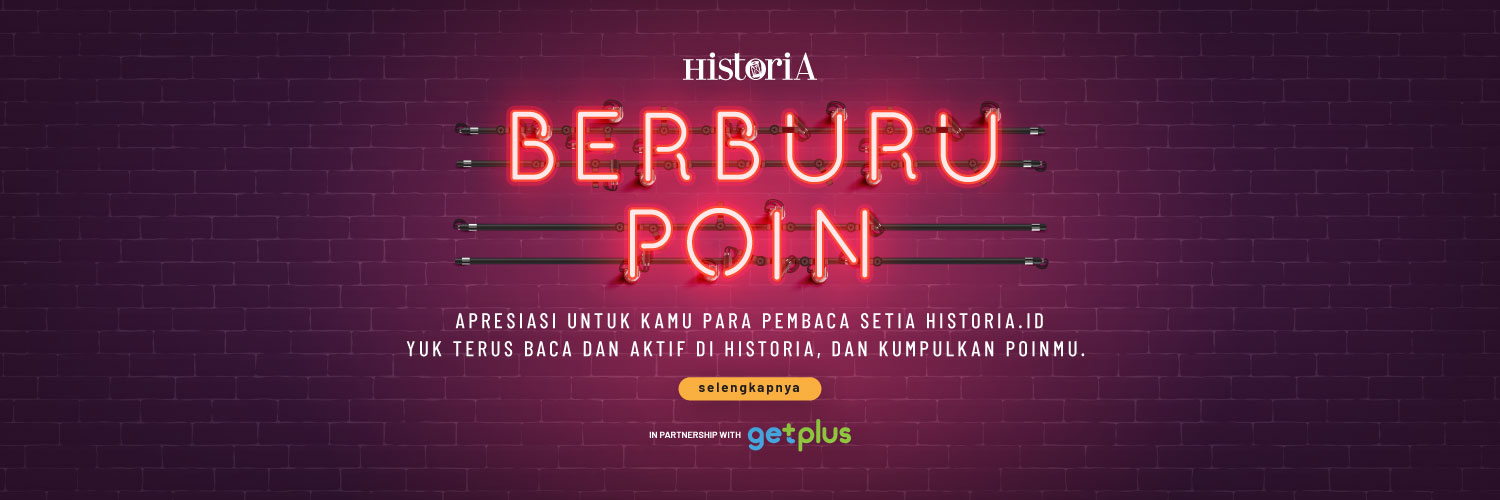 HistoriA
BERBURU
POIN
APRESIASI UNTUK KAMU PARA PEMBACA SETIA HISTORIA.ID
YUK TERUS BACA DAN AKTIF DI HISTORIA, DAN KUMPULKAN POINMU.
selengkapnya
IN PARTNERSHIP WITH getplus